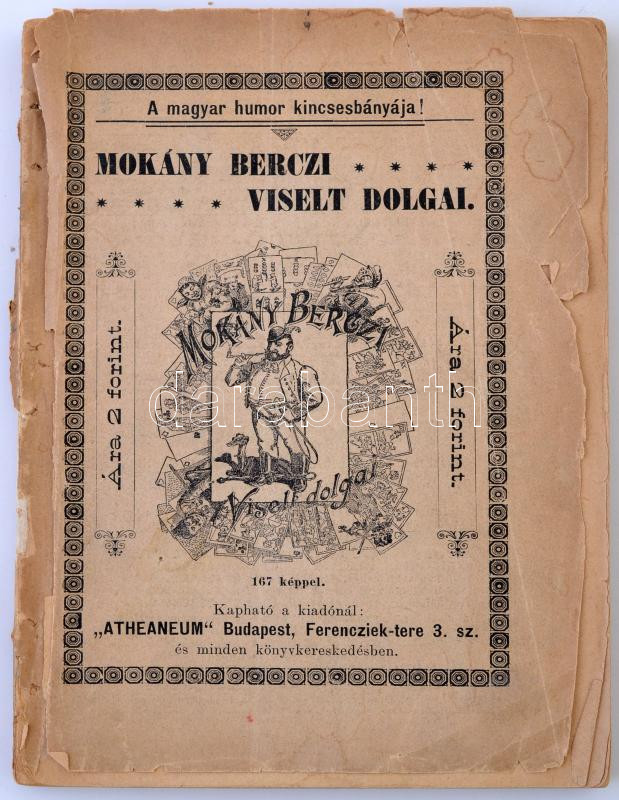 A magyar humor kincsesbányája!
MOKÁNY BERCZI * * * *
* * * * VISELT DOLGAI.
Ára 2 forint.
MOKÁNY BERCZI
Viselt dolgai
Ára 2 forint.
darabanth
167 képpel.
Kapható a kiadónál:
„ATHEANEUM“ Budapest, Ferencziek-tere 3. sz.
és minden könyvkereskedésben.